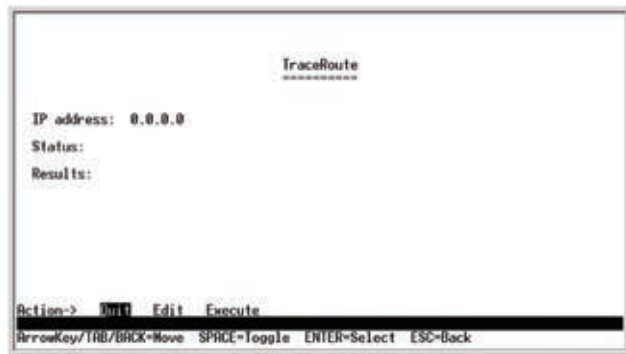 TraceRoute
----------
IP address: 0.0.0.0
Status:
Results:
Action-> Quit Edit Execute
ArrowKey/TAB/BACK=Move SPACE=Toggle ENTER=Select ESC=Back